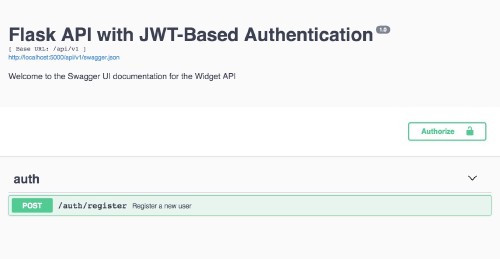 Flask API with JWT-Based Authentication 1.0
[ Base URL: /api/v1 ]
http://localhost:5000/api/v1/swagger.json
Welcome to the Swagger UI documentation for the Widget API
Authorize
auth
POST /auth/register Register a new user